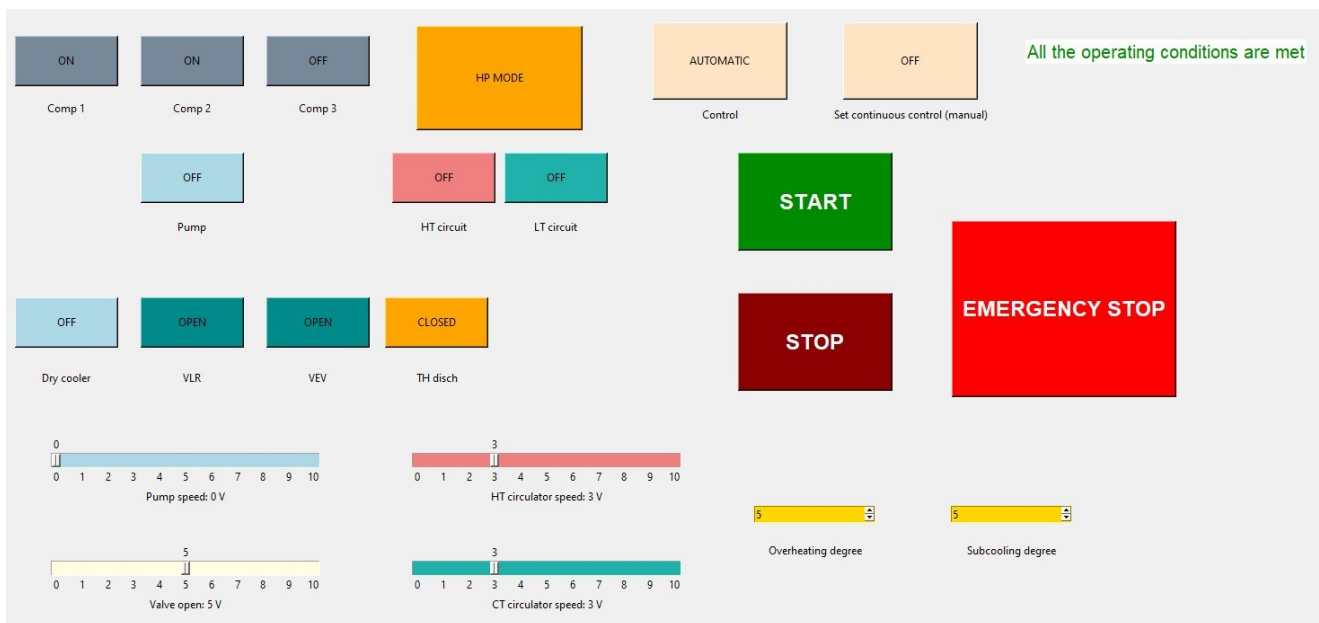 ON
ON
OFF
HP MODE
AUTOMATIC
OFF
All the operating conditions are met
Comp 1
Comp 2
Comp 3
Control
Set continuous control (manual)
OFF
OFF
OFF
START
Pump
HT circuit
LT circuit
EMERGENCY STOP
OFF
OPEN
OPEN
CLOSED
STOP
Dry cooler
VLR
VEV
TH disch
0
0 1 2 3 4 5 6 7 8 9 10
Pump speed: 0 V
3
0 1 2 3 4 5 6 7 8 9 10
HT circulator speed: 3 V
5
5
Overheating degree
Subcooling degree
5
0 1 2 3 4 5 6 7 8 9 10
Valve open: 5 V
3
0 1 2 3 4 5 6 7 8 9 10
CT circulator speed: 3 V